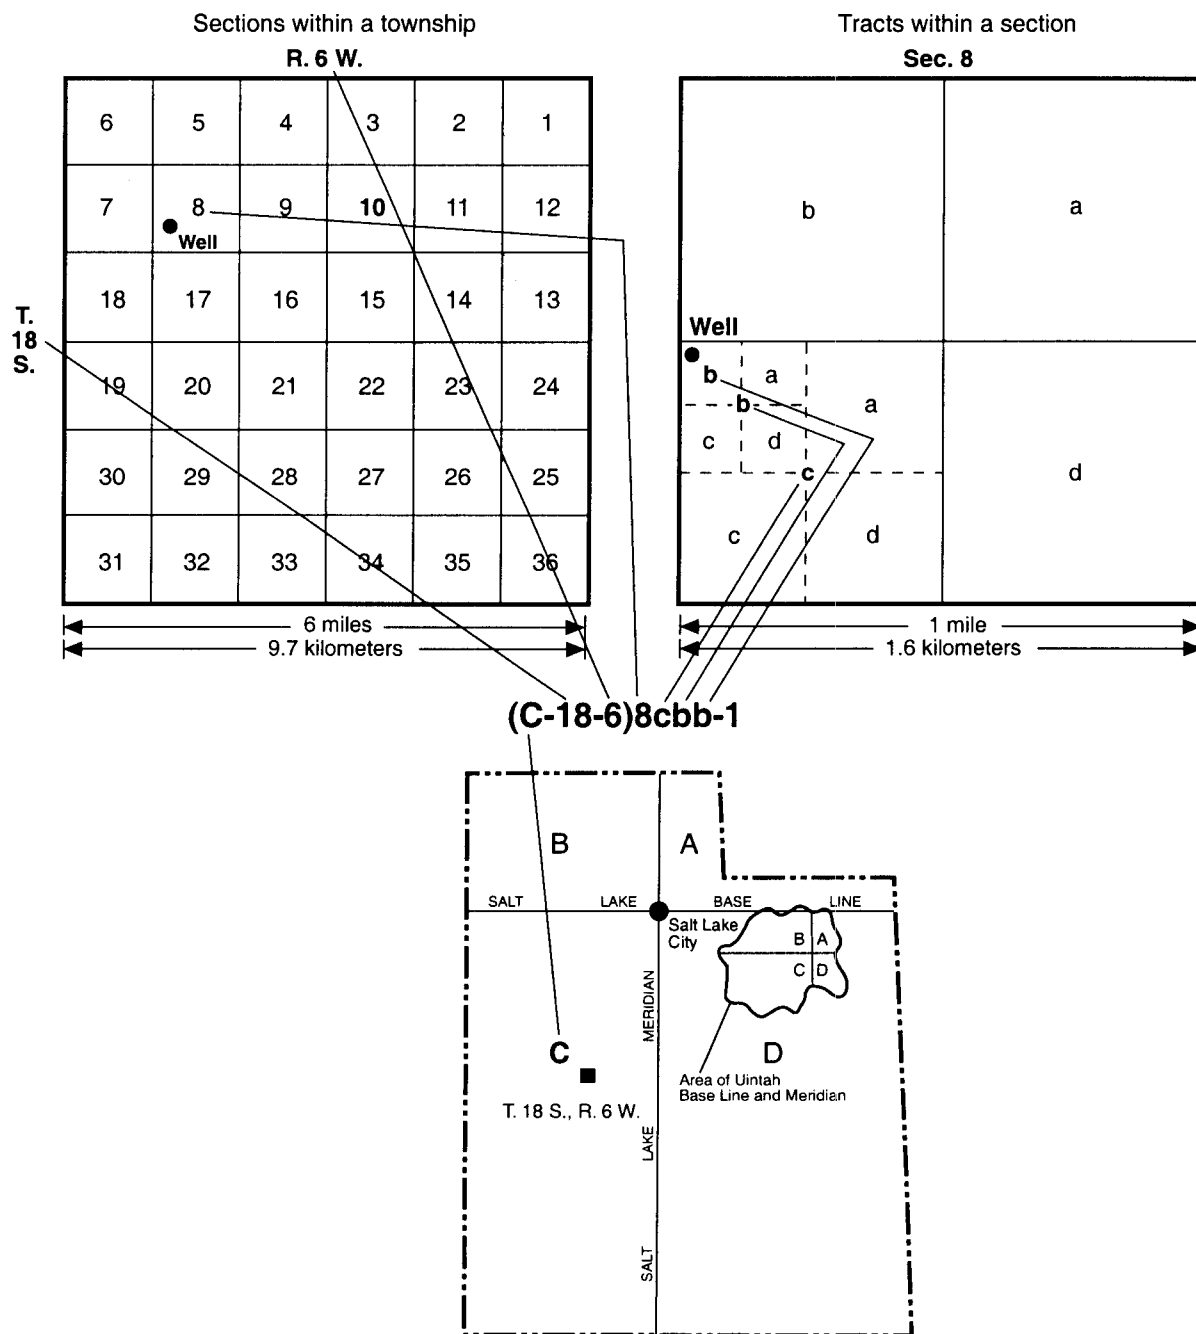 Sections within a township
R. 6 W.
6 5 4 3 2 1
7 8 9 10 11 12
Well
18 17 16 15 14 13
T.
18
S.
19 20 21 22 23 24
30 29 28 27 26 25
31 32 33 34 35 36
6 miles
9.7 kilometers
Tracts within a section
Sec. 8
b a
Well
b a
b a
c d
c d
c d
1 mile
1.6 kilometers
(C-18-6)8cbb-1
B A
SALT LAKE BASE LINE
Salt Lake
City
B A
C D
MERIDIAN
C
D
Area of Uintah
Base Line and Meridian
T. 18 S., R. 6 W.
LAKE
SALT